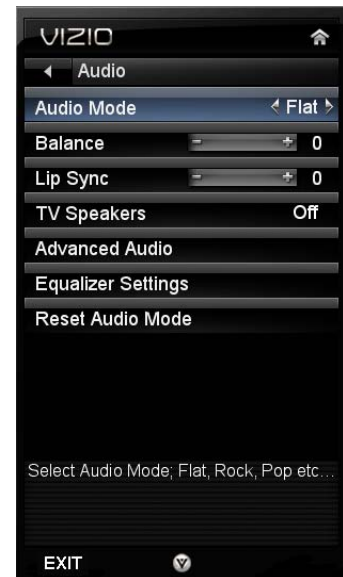 VIZIO
Audio
Audio Mode Flat
Balance - + 0
Lip Sync - + 0
TV Speakers Off
Advanced Audio
Equalizer Settings
Reset Audio Mode
Select Audio Mode; Flat, Rock, Pop etc...
EXIT V